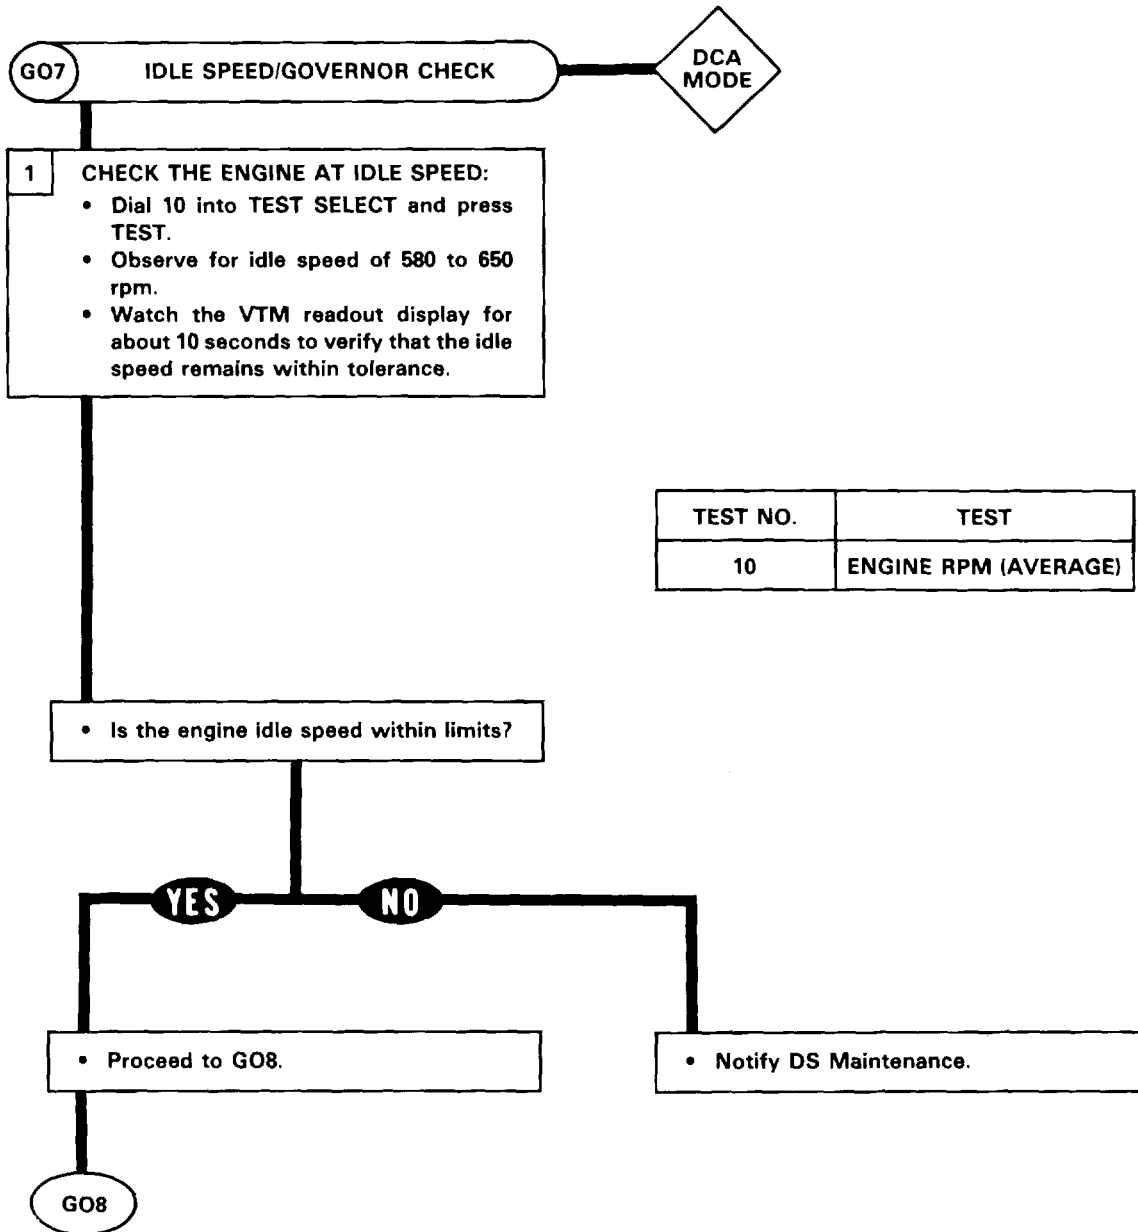 GO7
IDLE SPEED/GOVERNOR CHECK
DCA
MODE
1
CHECK THE ENGINE AT IDLE SPEED:
• Dial 10 into TEST SELECT and press
TEST.
• Observe for idle speed of 580 to 650
rpm.
• Watch the VTM readout display for
about 10 seconds to verify that the idle
speed remains within tolerance.
TEST NO. TEST
10 ENGINE RPM (AVERAGE)
• Is the engine idle speed within limits?
YES NO
• Proceed to GO8.
• Notify DS Maintenance.
GO8